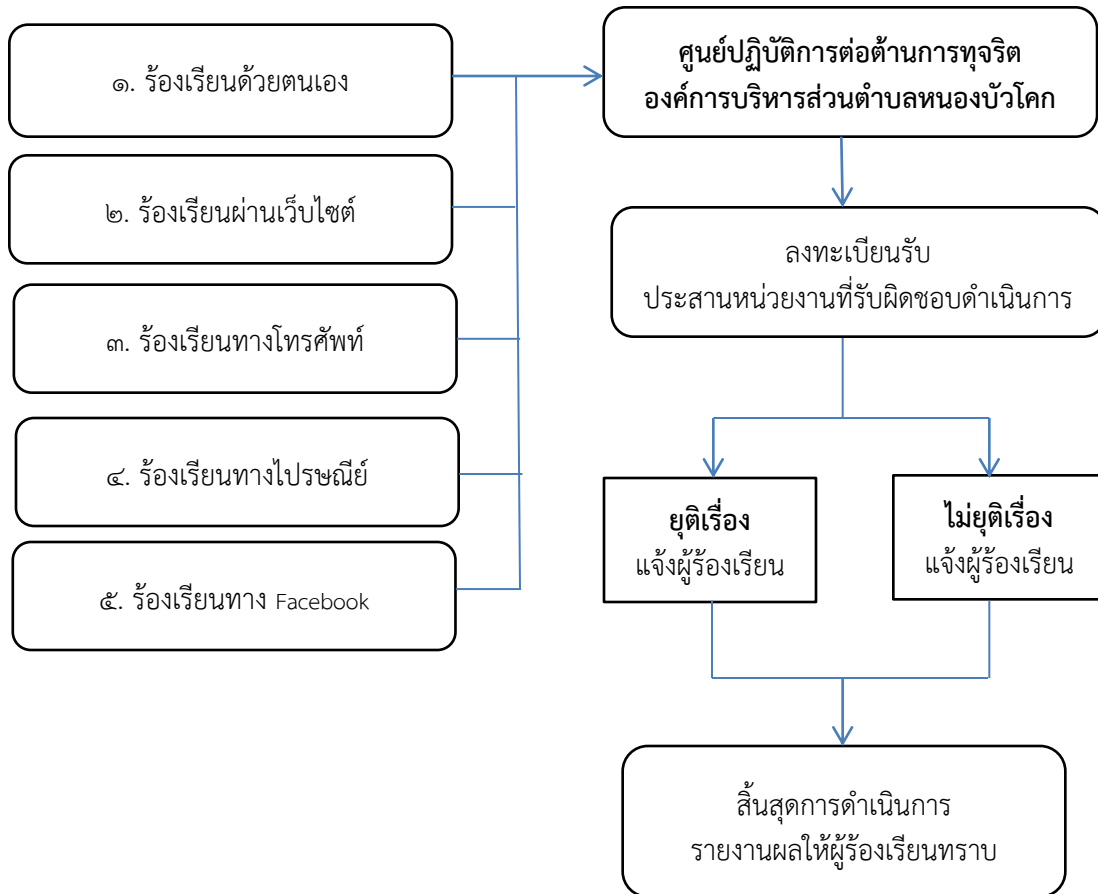 ๑. ร้องเรียนด้วยตนเอง
๒. ร้องเรียนผ่านเว็บไซต์
๓. ร้องเรียนทางโทรศัพท์
๔. ร้องเรียนทางไปรษณีย์
๕. ร้องเรียนทาง Facebook
ศูนย์ปฏิบัติการต่อต้านการทุจริต
องค์การบริหารส่วนตำบลหนองบัวโคก
ลงทะเบียนรับ
ประสานหน่วยงานที่รับผิดชอบดำเนินการ
ยุติเรื่อง
แจ้งผู้ร้องเรียน
ไม่ยุติเรื่อง
แจ้งผู้ร้องเรียน
สิ้นสุดการดำเนินการ
รายงานผลให้ผู้ร้องเรียนทราบ